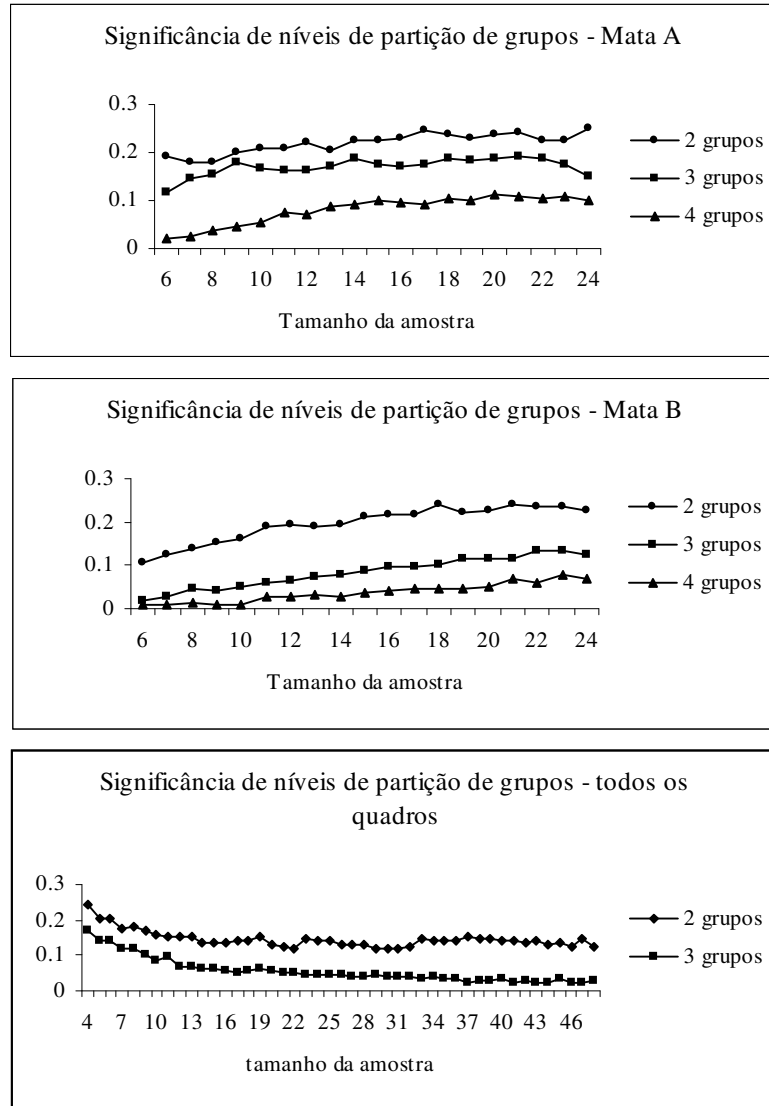 Significância de níveis de partição de grupos - Mata A
0.3
0.2
0.1
0
6 8 10 12 14 16 18 20 22 24
Tamanho da amostra
2 grupos
3 grupos
4 grupos
Significância de níveis de partição de grupos - Mata B
0.3
0.2
0.1
0
6 8 10 12 14 16 18 20 22 24
Tamanho da amostra
2 grupos
3 grupos
4 grupos
Significância de níveis de partição de grupos - todos os
quadros
0.3
0.2
0.1
0
4 7 10 13 16 19 22 25 28 31 34 37 40 43 46
tamanho da amostra
2 grupos
3 grupos